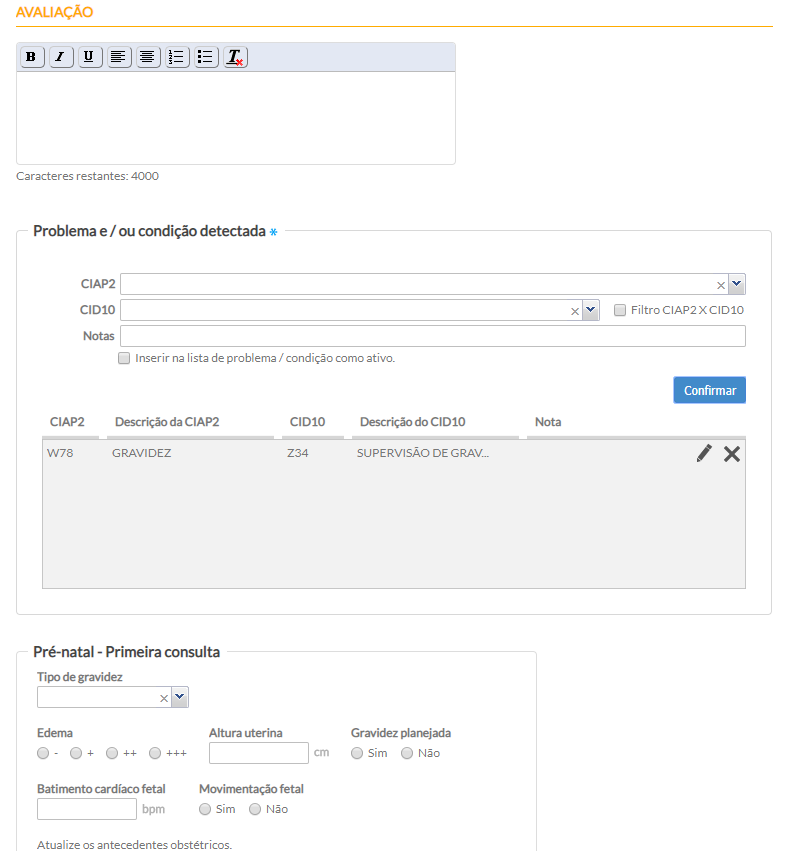 AVALIAÇÃO
B I U T
Caracteres restantes: 4000
Problema e / ou condição detectada *
CIAP2
CID10 Filtro CIAP2 X CID10
Notas
Inserir na lista de problema / condição como ativo.
Confirmar
CIAP2 Descrição da CIAP2 CID10 Descrição do CID10 Nota
W78 GRAVIDEZ Z34 SUPERVISÃO DE GRAV...
Pré-natal - Primeira consulta
Tipo de gravidez
Edema Altura uterina Gravidez planejada
- + ++ +++ cm Sim Não
Batimento cardíaco fetal Movimentação fetal
bpm Sim Não
Atualize os antecedentes obstétricos.